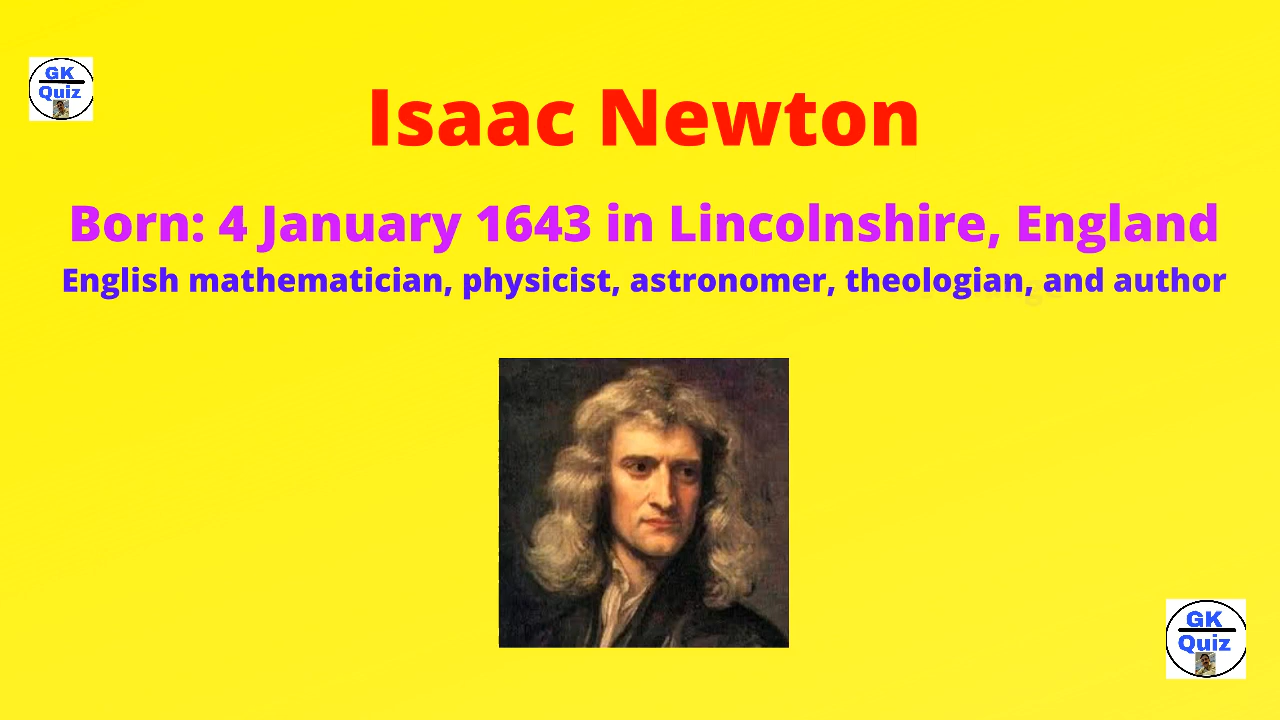 GK
Quiz
Isaac Newton
Born: 4 January 1643 in Lincolnshire, England
English mathematician, physicist, astronomer, theologian, and author
GK
Quiz